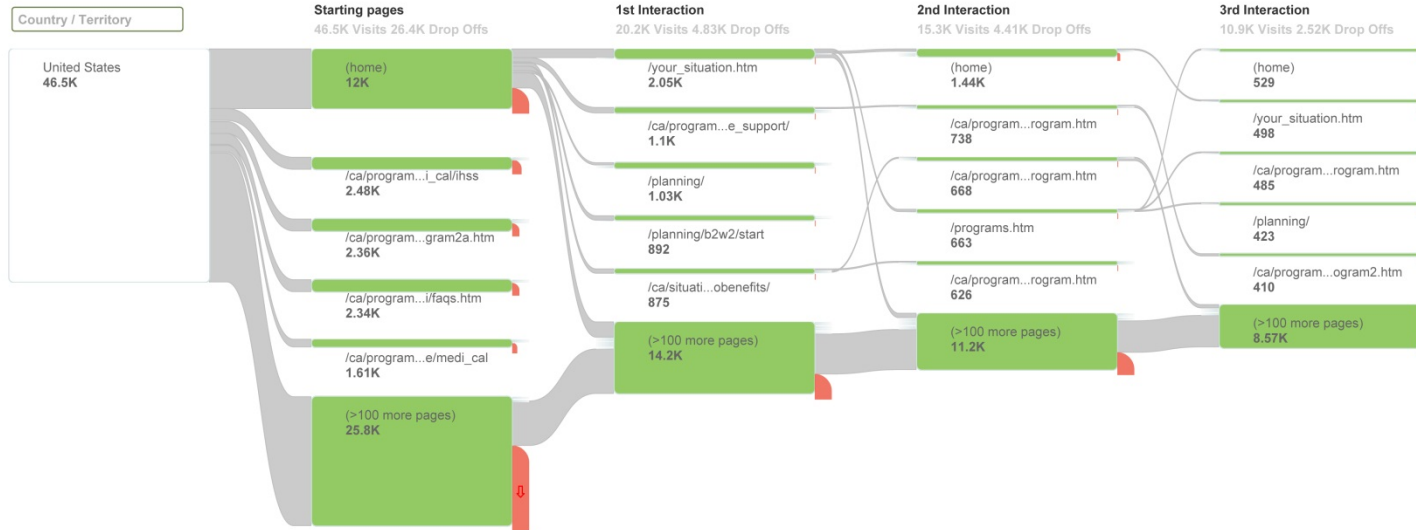 Country / Territory
Starting pages
46.5K Visits 26.4K Drop Offs
1st Interaction
20.2K Visits 4.83K Drop Offs
2nd Interaction
15.3K Visits 4.41K Drop Offs
3rd Interaction
10.9K Visits 2.52K Drop Offs
United States
46.5K
(home)
12K
/ca/program...i_cal/ihss
2.48K
/ca/program...gram2a.htm
2.36K
/ca/program...i/faqs.htm
2.34K
/ca/program...e/medi_cal
1.61K
(>100 more pages)
25.8K
/your_situation.htm
2.05K
/ca/program...e_support/
1.1K
/planning/
1.03K
/planning/b2w2/start
892
/ca/situati...obenefits/
875
(>100 more pages)
14.2K
(home)
1.44K
/ca/program...rogram.htm
738
/ca/program...rogram.htm
668
/programs.htm
663
/ca/program...rogram.htm
626
(>100 more pages)
11.2K
(home)
529
/your_situation.htm
498
/ca/program...rogram.htm
485
/planning/
423
/ca/program...ogram2.htm
410
(>100 more pages)
8.57K